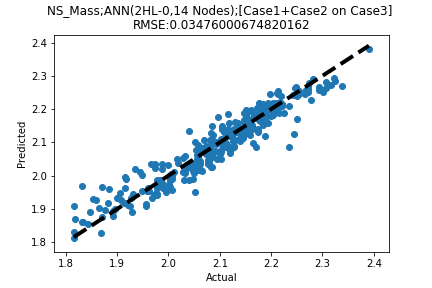 NS_Mass;ANN(2HL-0,14 Nodes);[Case1+Case2 on Case3]
RMSE:0.03476000674820162
2.4
2.3
2.2
2.1
2.0
1.9
1.8
Predicted
1.8 1.9 2.0 2.1 2.2 2.3 2.4
Actual